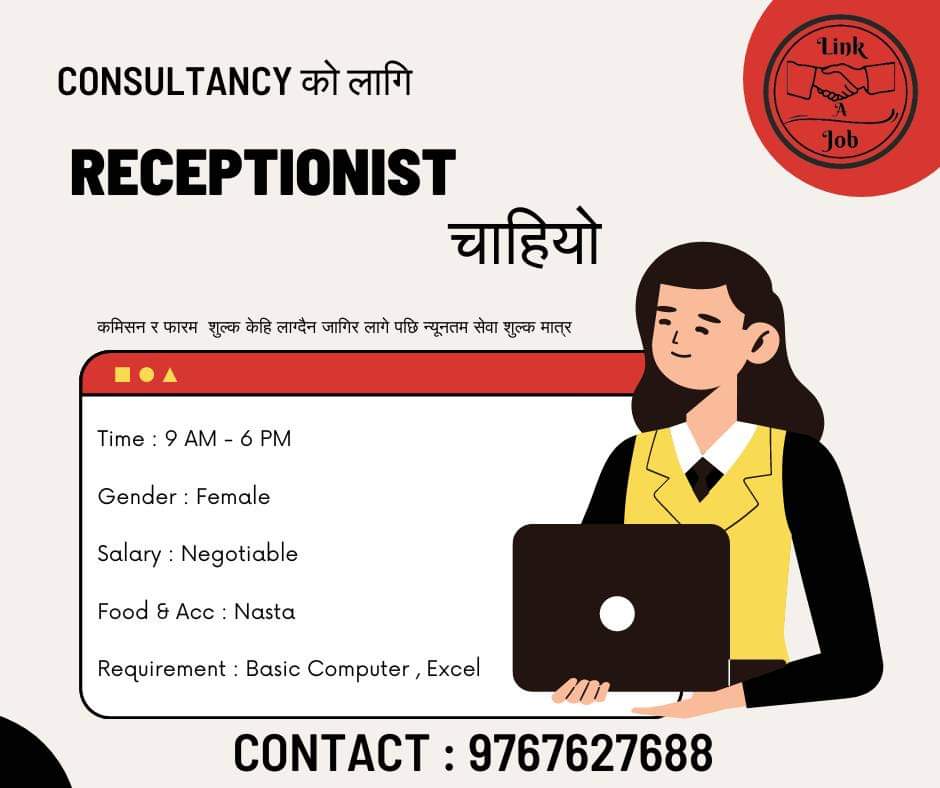 Link
A
Job
CONSULTANCY को लागि
RECEPTIONIST
चाहियो
कमिसन र फारम शुल्क केहि लाग्दैन जागिर लागे पछि न्यूनतम सेवा शुल्क मात्र
Time : 9 AM - 6 PM
Gender : Female
Salary : Negotiable
Food & Acc : Nasta
Requirement : Basic Computer , Excel
CONTACT : 9767627688